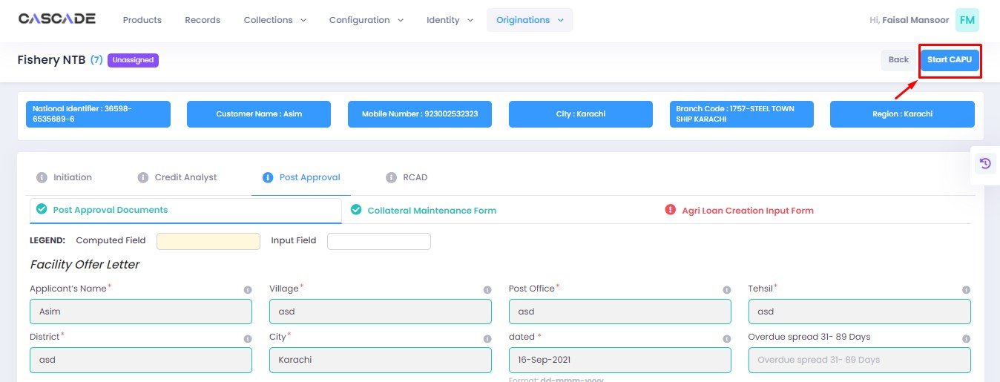 CASCADE Products Records Collections Configuration Identity Originations Hi, Faisal Mansoor FM
Fishery NTB (7) Unassigned Back Start CAPU
National Identifier : 36598-
6535689-6
Customer Name : Asim
Mobile Number : 923002532323
City : Karachi
Branch Code : 1757-STEEL TOWN
SHIP KARACHI
Region : Karachi
Initiation Credit Analyst Post Approval RCAD
Post Approval Documents Collateral Maintenance Form Agri Loan Creation Input Form
LEGEND: Computed Field Input Field
Facility Offer Letter
Applicant's Name* Village* Post Office* Tehsil*
Asim asd asd asd
District* City* dated * Overdue spread 31- 89 Days
asd Karachi 16-Sep-2021 Overdue spread 31- 89 Days
Format: dd-mmm-yyyy